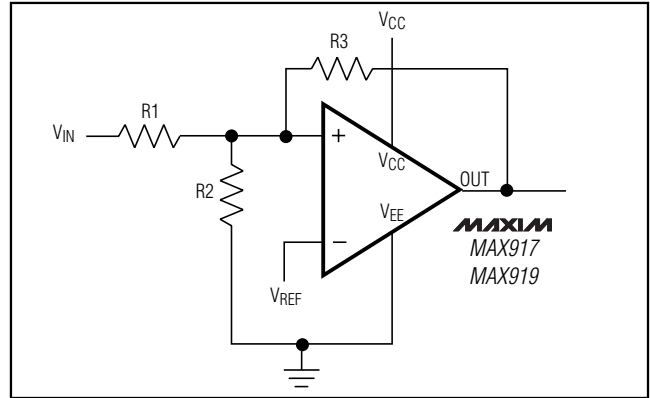 VCC
R3
R1
VIN
+
VCC
R2
OUT
VEE
MAXIM
MAX917
MAX919
−
VREF